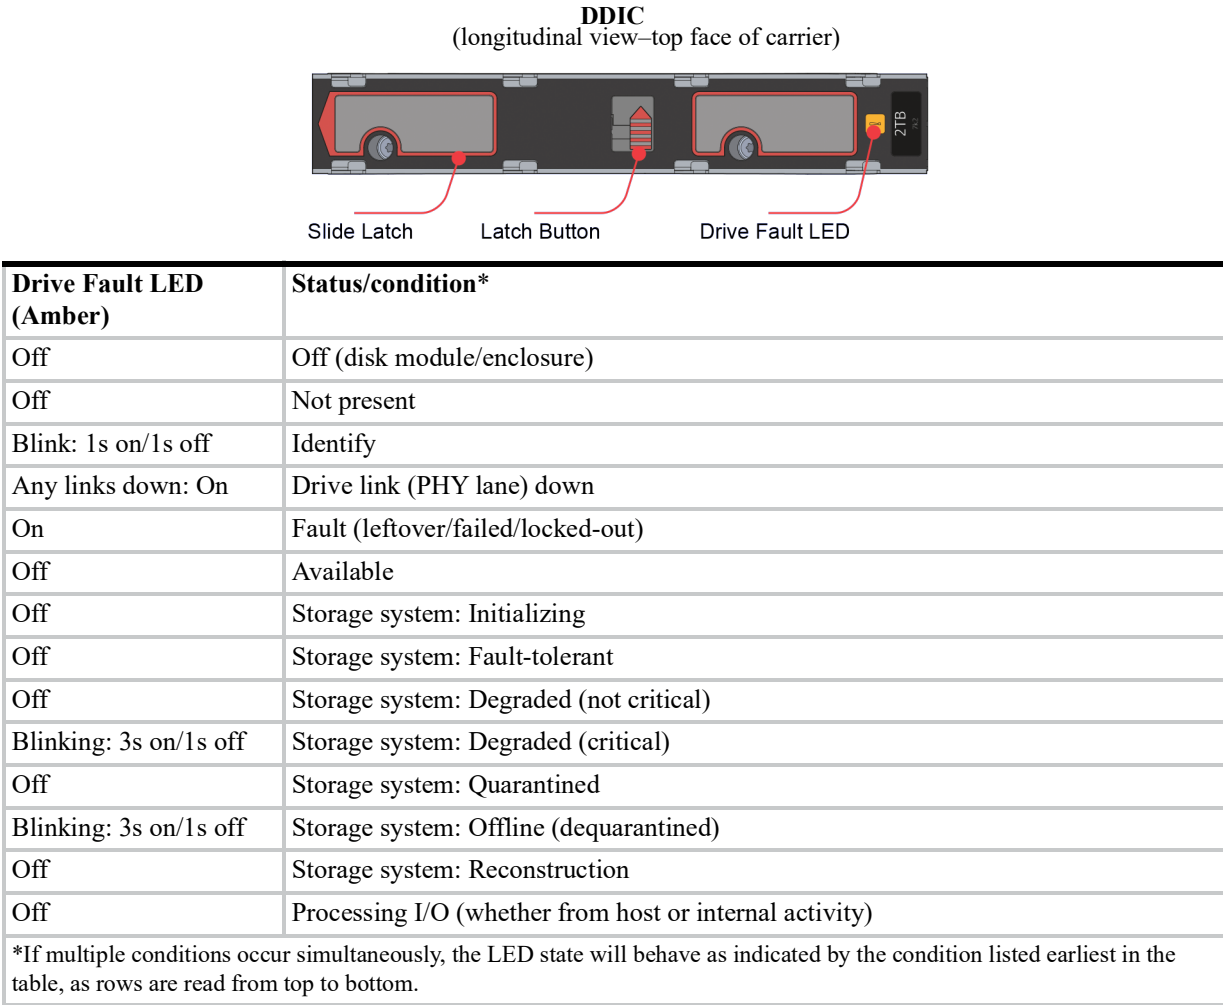 DDIC
(longitudinal view–top face of carrier)
2TB
Slide Latch
Latch Button
Drive Fault LED
Drive Fault LED
(Amber)
Status/condition*
Off
Off (disk module/enclosure)
Off
Not present
Blink: 1s on/1s off
Identify
Any links down: On
Drive link (PHY lane) down
On
Fault (leftover/failed/locked-out)
Off
Available
Off
Storage system: Initializing
Off
Storage system: Fault-tolerant
Off
Storage system: Degraded (not critical)
Blinking: 3s on/1s off
Storage system: Degraded (critical)
Off
Storage system: Quarantined
Blinking: 3s on/1s off
Storage system: Offline (dequarantined)
Off
Storage system: Reconstruction
Off
Processing I/O (whether from host or internal activity)
*If multiple conditions occur simultaneously, the LED state will behave as indicated by the condition listed earliest in the
table, as rows are read from top to bottom.